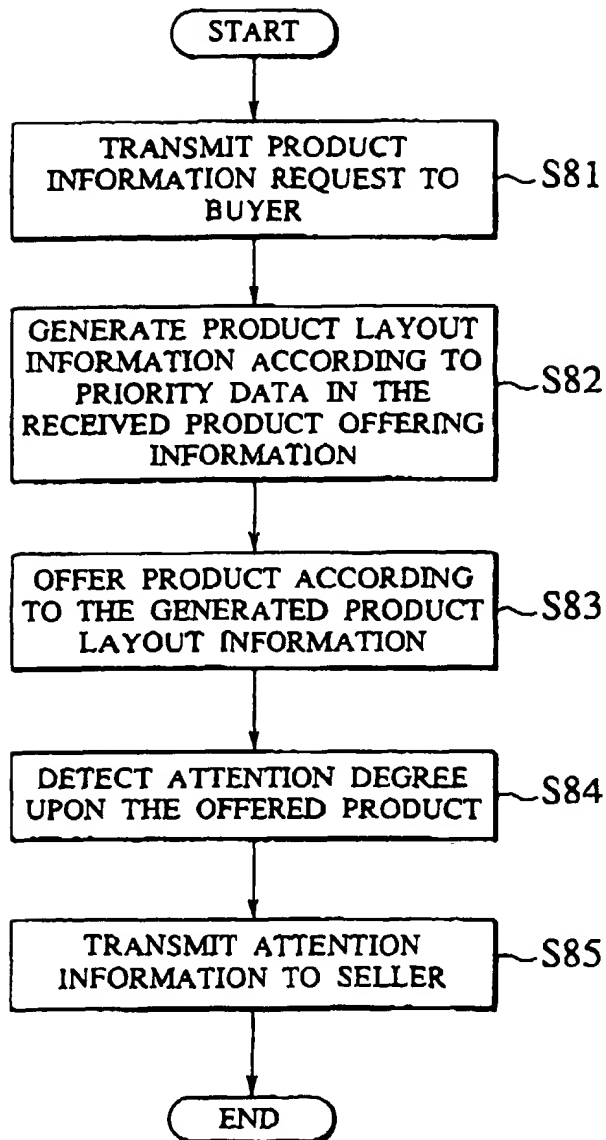 START
TRANSMIT PRODUCT
INFORMATION REQUEST TO
BUYER
S81
GENERATE PRODUCT LAYOUT
INFORMATION ACCORDING TO
PRIORITY DATA IN THE
RECEIVED PRODUCT OFFERING
INFORMATION
S82
OFFER PRODUCT ACCORDING
TO THE GENERATED PRODUCT
LAYOUT INFORMATION
S83
DETECT ATTENTION DEGREE
UPON THE OFFERED PRODUCT
S84
TRANSMIT ATTENTION
INFORMATION TO SELLER
S85
END